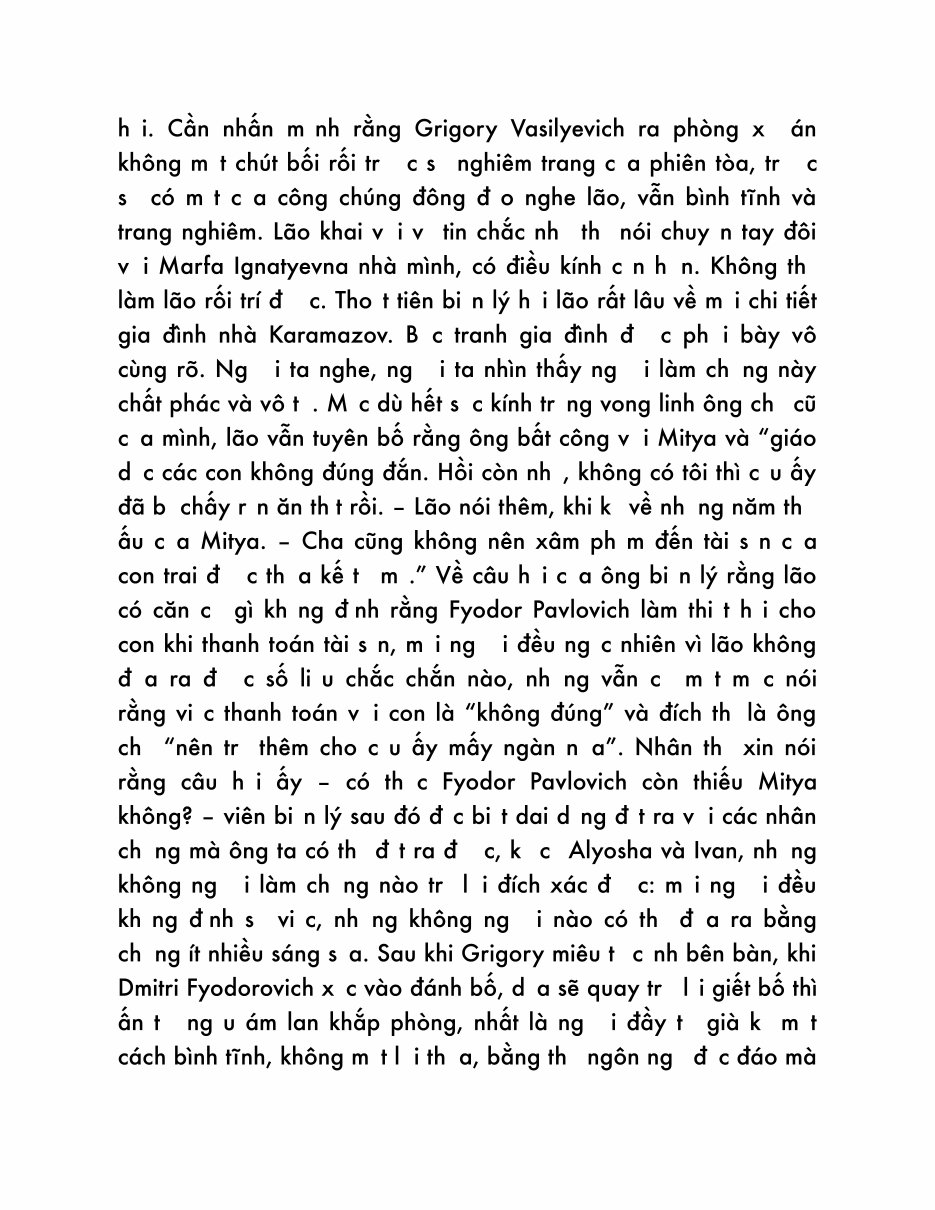 h i. Cần nhấn m nh rằng Grigory Vasilyevich ra phòng x án
không m t chút bối rối tr c s nghiêm trang c a phiên tòa, tr c
s có m t c a công chúng đông đ o nghe lão, vẫn bình tĩnh và
trang nghiêm. Lão khai v i v tin chắc nh th nói chuy n tay đôi
v i Marfa Ignatyevna nhà mình, có điều kính c n h n. Không th
làm lão rối trí đ c. Tho t tiên bi n lý h i lão rất lâu về m i chi tiết
gia đình nhà Karamazov. B c tranh gia đình đ c ph i bày vô
cùng rõ. Ng i ta nghe, ng i ta nhìn thấy ng i làm ch ng này
chất phác và vô t . M c dù hết s c kính tr ng vong linh ông ch cũ
c a mình, lão vẫn tuyên bố rằng ông bất công v i Mitya và “giáo
d c các con không đúng đắn. Hồi còn nh , không có tôi thì c u ấy
đã b chấy r n ăn th t rồi. – Lão nói thêm, khi k về nh ng năm th
ấu c a Mitya. – Cha cũng không nên xâm ph m đến tài s n c a
con trai đ c th a kế t m .” Về câu h i c a ông bi n lý rằng lão
có căn c gì kh ng đ nh rằng Fyodor Pavlovich làm thi t h i cho
con khi thanh toán tài s n, m i ng i đều ng c nhiên vì lão không
đ a ra đ c số li u chắc chắn nào, nh ng vẫn c m t m c nói
rằng vi c thanh toán v i con là “không đúng” và đích th là ông
ch “nên tr thêm cho c u ấy mấy ngàn n a”. Nhân th xin nói
rằng câu h i ấy – có th c Fyodor Pavlovich còn thiếu Mitya
không? – viên bi n lý sau đó đ c bi t dai d ng đ t ra v i các nhân
ch ng mà ông ta có th đ t ra đ c, k c Alyosha và Ivan, nh ng
không ng i làm ch ng nào tr l i đích xác đ c: m i ng i đều
kh ng đ nh s vi c, nh ng không ng i nào có th đ a ra bằng
ch ng ít nhiều sáng s a. Sau khi Grigory miêu t c nh bên bàn, khi
Dmitri Fyodorovich x c vào đánh bố, d a sẽ quay tr l i giết bố thì
ấn t ng u ám lan khắp phòng, nhất là ng i đầy t già k m t
cách bình tĩnh, không m t l i th a, bằng th ngôn ng đ c đáo mà